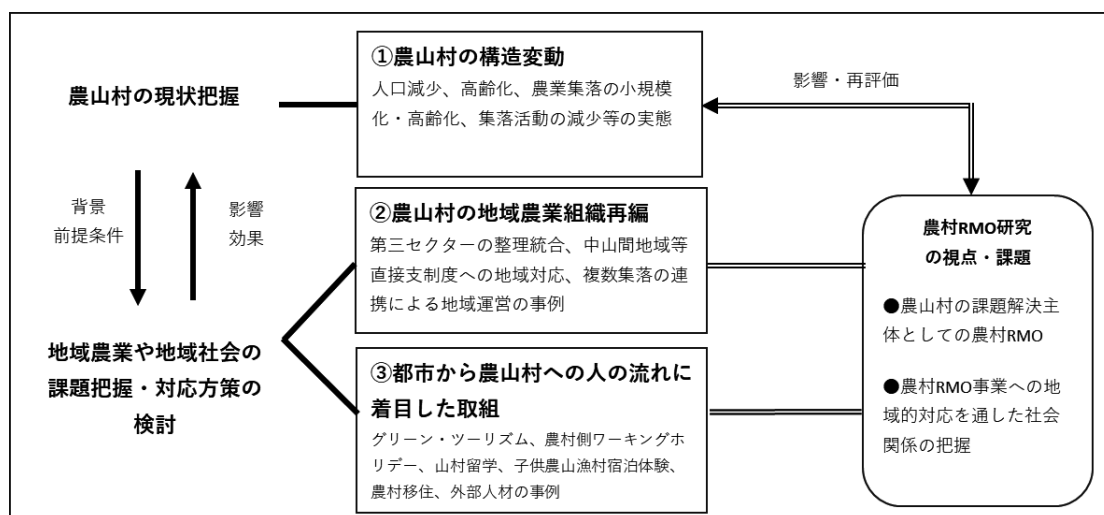 農山村の現状把握
背景
前提条件
影響
効果
地域農業や地域社会の
課題把握・対応方策の
検討
①農山村の構造変動
人口減少、高齢化、農業集落の小規模
化・高齢化、集落活動の減少等の実態
②農山村の地域農業組織再編
第三セクターの整理統合、中山間地域等
直接支制度への地域対応、複数集落の連
携による地域運営の事例
③都市から農山村への人の流れに
着目した取組
グリーン・ツーリズム、農村側ワーキングホ
リデー、山村留学、子供農山漁村宿泊体験、
農村移住、外部人材の事例
影響・再評価
農村RMO研究
の視点・課題
●農山村の課題解決主
体としての農村RMO
●農村RMO事業への地
域的対応を通した社会
関係の把握